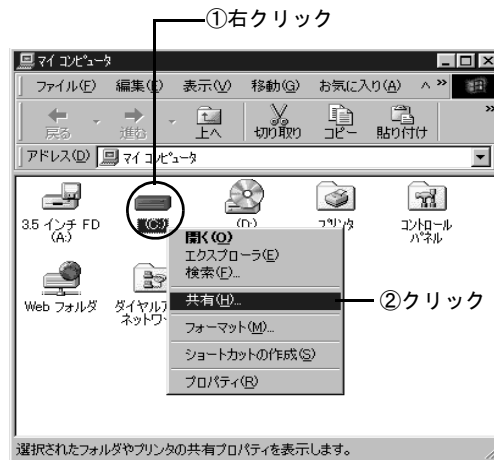 ①右クリック
マイ コンピュータ
ファイル(F) 編集(E) 表示(V) 移動(G) お気に入り(A) ^ »
戻る 進む 上へ 切り取り コピー 貼り付け »
アドレス(D) マイ コンピュータ
3.5 インチ FD (A:)
(D:)
プリンタ
コントロール パネル
Web フォルダ
ダイヤルア
ネットワー
開く(O)
エクスプローラ(E)
検索(F)...
共有(H)...
②クリック
フォーマット(M)...
ショートカットの作成(S)
プロパティ(R)
選択されたフォルダやプリンタの共有プロパティを表示します。